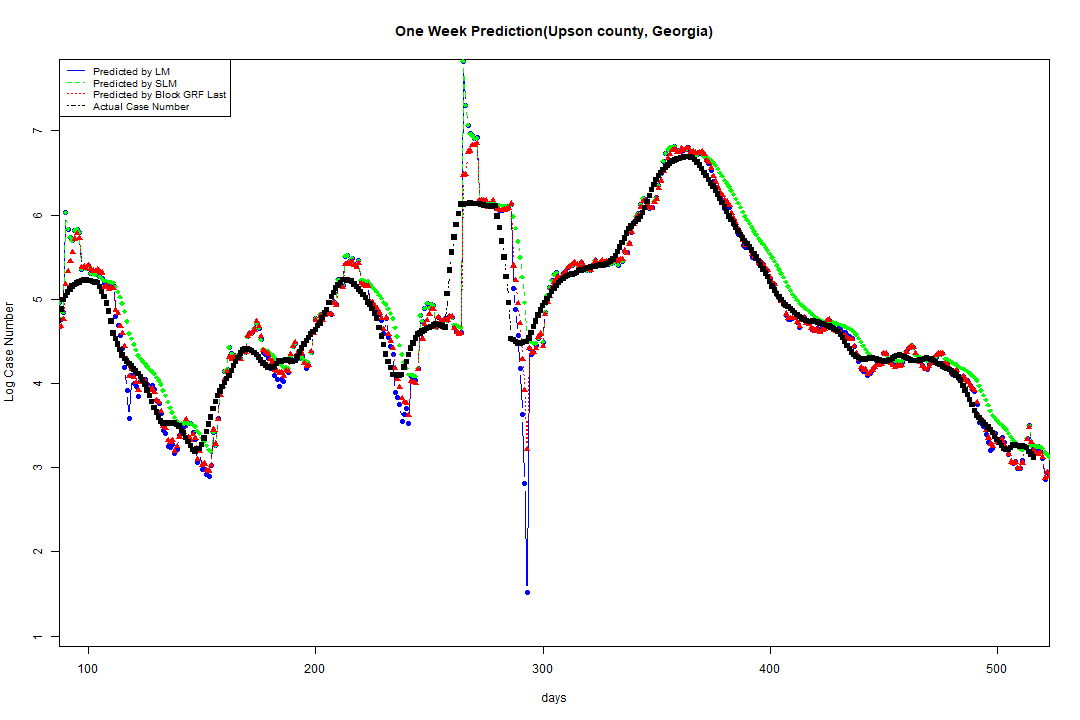 One Week Prediction(Upson county, Georgia)
Predicted by LM
Predicted by SLM
Predicted by Block GRF Last
Actual Case Number
7
6
5
4
3
2
1
Log Case Number
100 200 300 400 500
days